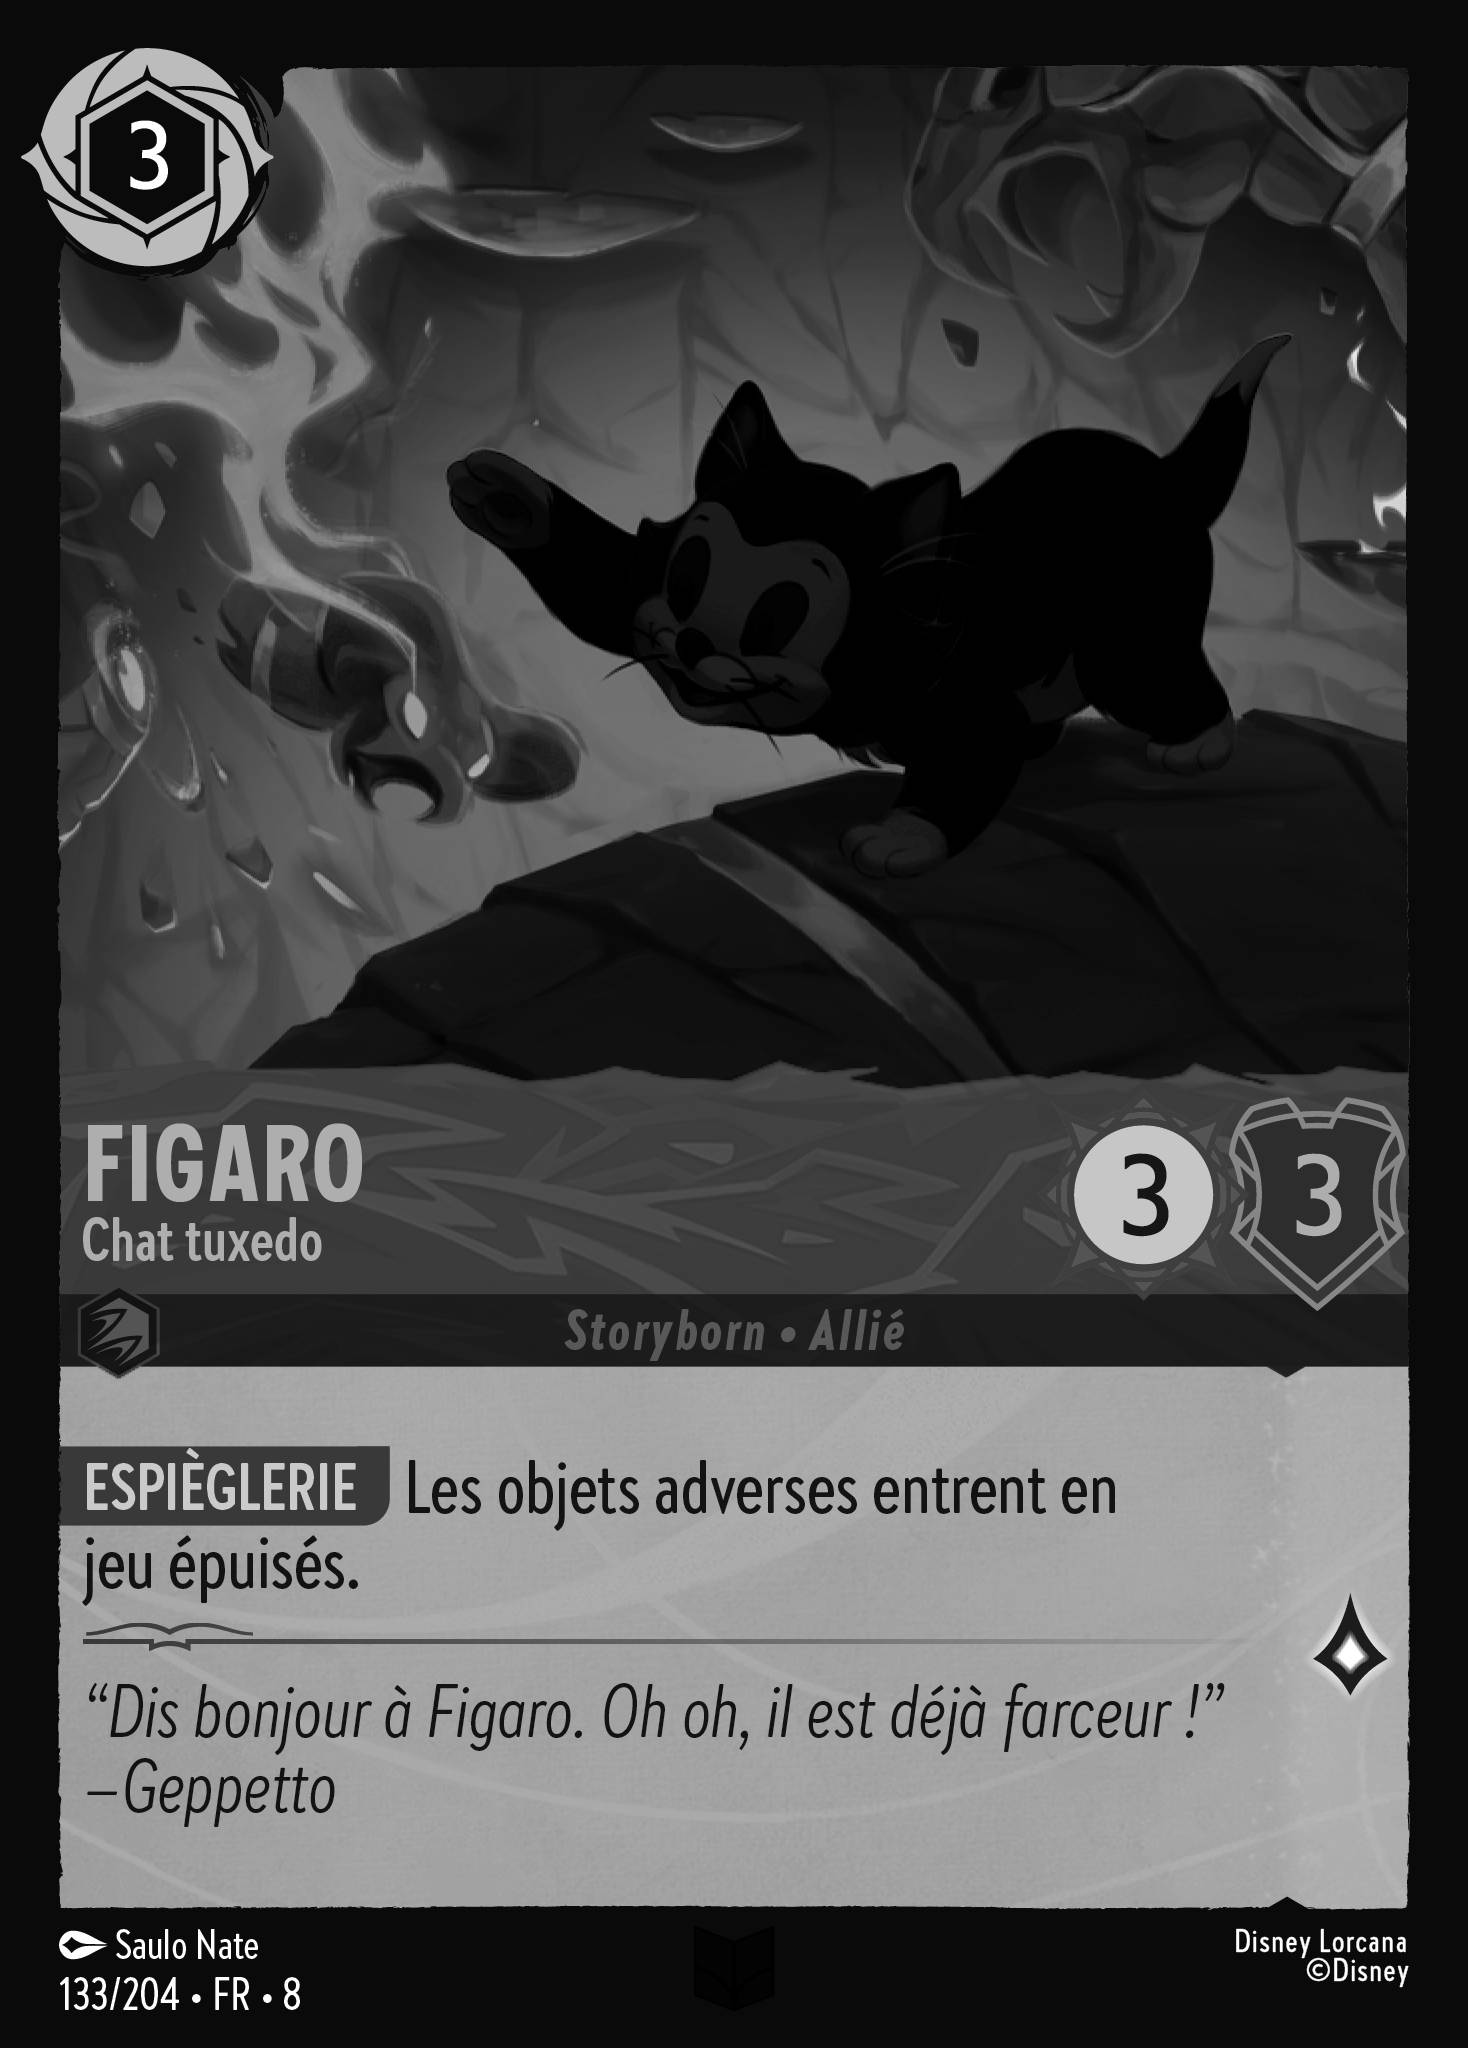 3
FIGARO
Chat tuxedo
3
3
Storyborn • Allié
ESPIÈGLERIE Les objets adverses entrent en
jeu épuisés.
“Dis bonjour à Figaro. Oh oh, il est déjà farceur !”
–Geppetto
Saulo Nate
133/204 • FR • 8
Disney Lorcana
©Disney